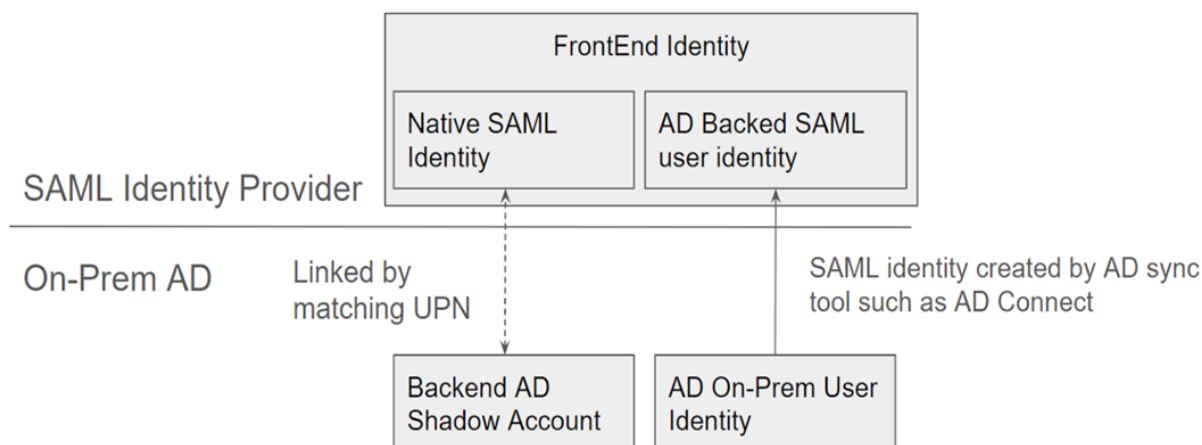 FrontEnd Identity
Native SAML
Identity
AD Backed SAML
user identity
SAML Identity Provider
On-Prem AD
Linked by
matching UPN
SAML identity created by AD sync
tool such as AD Connect
Backend AD
Shadow Account
AD On-Prem User
Identity